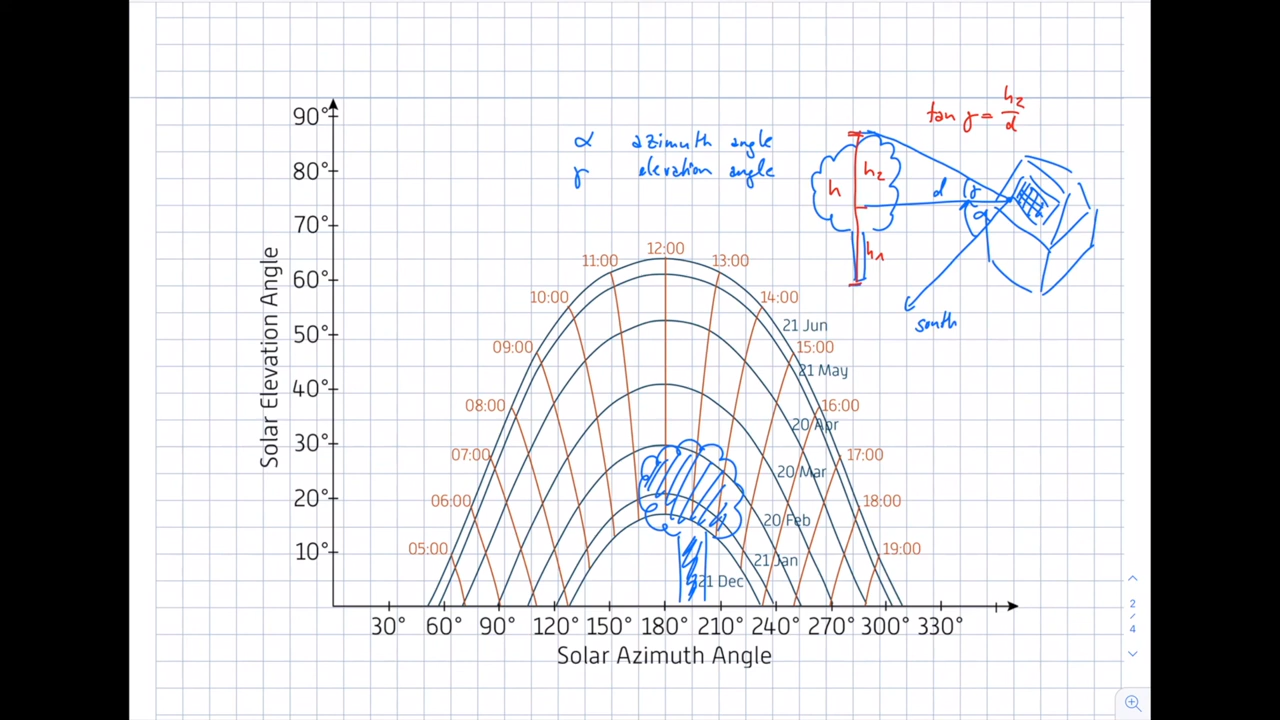 90°
80°
70°
60°
50°
40°
30°
20°
10°
Solar Elevation Angle
α azimuth angle
γ elevation angle
tan γ = h2/d
h
h2
h1
d
γ
α
south
12:00
11:00
13:00
10:00
14:00
21 Jun
09:00
15:00
21 May
08:00
16:00
20 Apr
07:00
17:00
20 Mar
06:00
18:00
20 Feb
05:00
19:00
21 Jan
21 Dec
30° 60° 90° 120° 150° 180° 210° 240° 270° 300° 330°
Solar Azimuth Angle
2
/
4